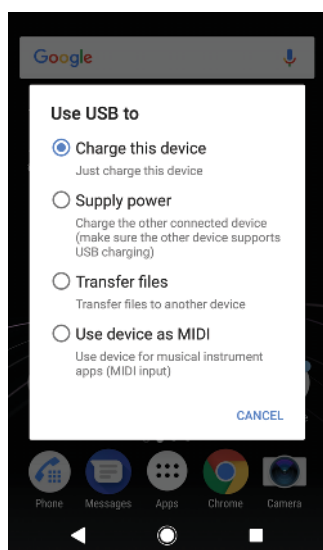 Google
Use USB to
Charge this device
Just charge this device
Supply power
Charge the other connected device
(make sure the other device supports
USB charging)
Transfer files
Transfer files to another device
Use device as MIDI
Use device for musical instrument
apps (MIDI input)
CANCEL
Phone Messages Apps Chrome Camera